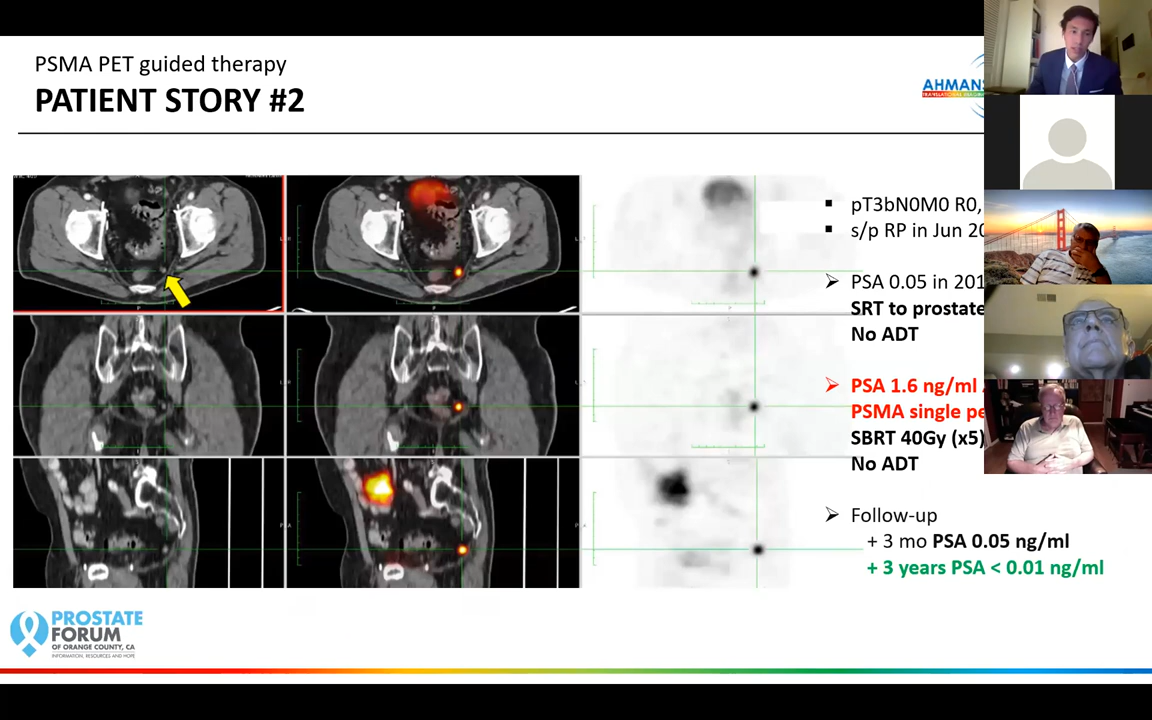 PSMA PET guided therapy
PATIENT STORY #2
AHMANS
pT3bN0M0 R0,
s/p RP in Jun 20
PSA 0.05 in 201
SRT to prostate
No ADT
PSA 1.6 ng/ml
PSMA single pe
SBRT 40Gy (x5)
No ADT
Follow-up
+ 3 mo PSA 0.05 ng/ml
+ 3 years PSA < 0.01 ng/ml
PROSTATE
FORUM
OF ORANGE COUNTY, CA
INFORMATION, RESOURCES AND HOPE